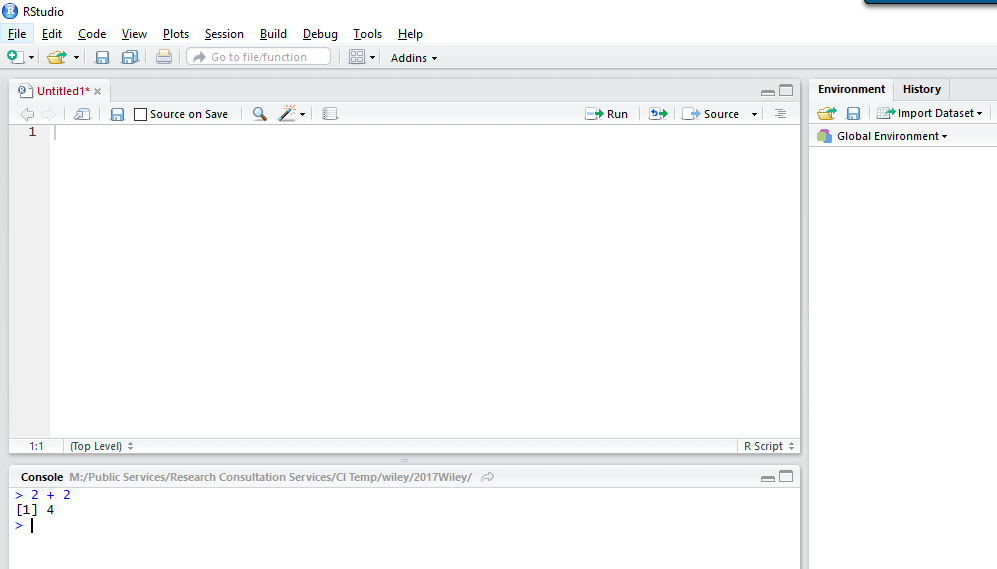 RStudio
File Edit Code View Plots Session Build Debug Tools Help
Go to file/function Addins
Untitled1*
Source on Save Run Source
1
1:1 (Top Level) R Script
Console M:/Public Services/Research Consultation Services/CI Temp/wiley/2017Wiley/
> 2 + 2
[1] 4
>
Environment History
Import Dataset
Global Environment